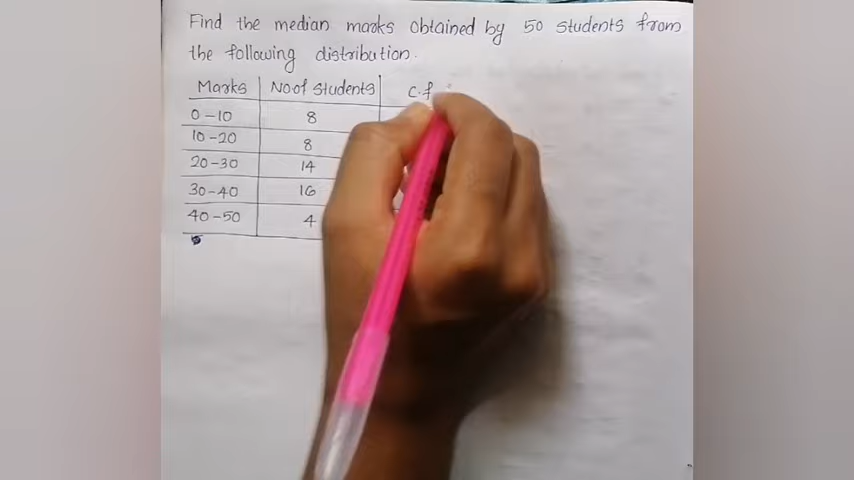 Find the median marks obtained by 50 students from
the following distribution.
Marks No of students c.f
0-10 8
10-20 8
20-30 14
30-40 16
40-50 4